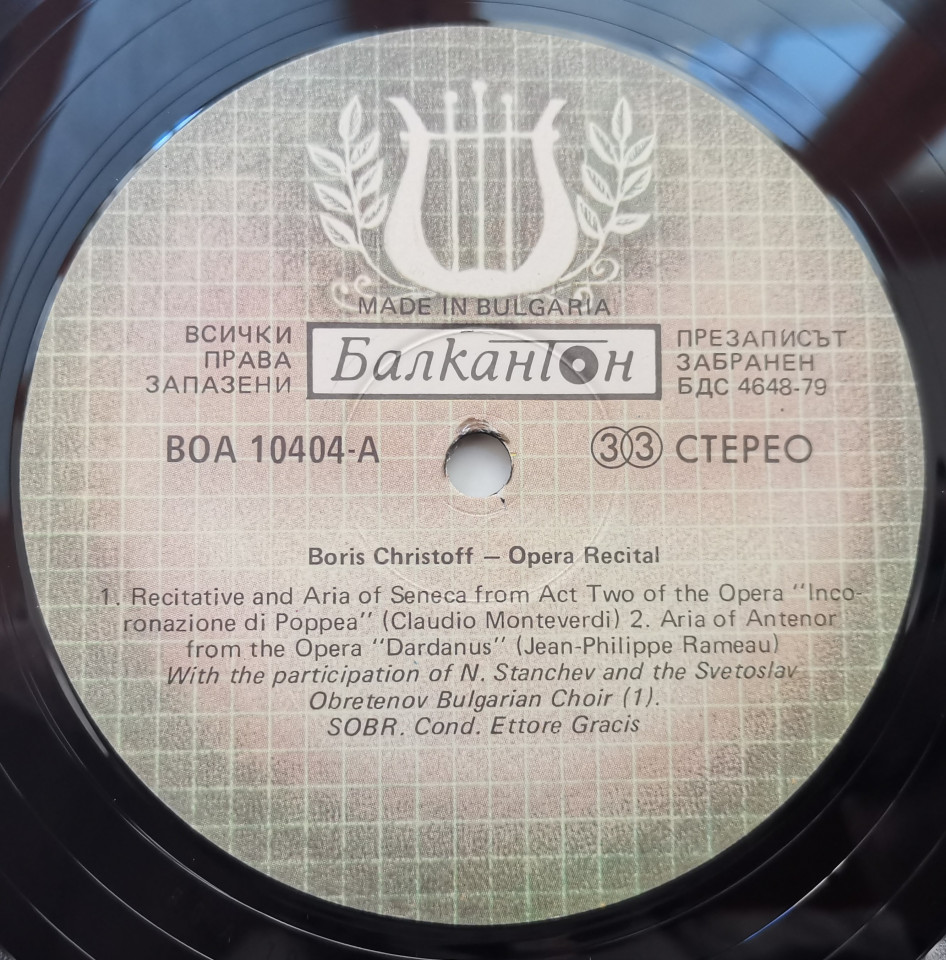 MADE IN BULGARIA
ВСИЧКИ
ПРАВА
ЗАПАЗЕНИ
Балкантон
ПРЕЗАПИСЪТ
ЗАБРАНЕН
БДС 4648-79
ВОА 10404-А
33 СТЕРЕО
Boris Christoff — Opera Recital
1. Recitative and Aria of Seneca from Act Two of the Opera "Inco-
ronazione di Poppea" (Claudio Monteverdi) 2. Aria of Antenor
from the Opera "Dardanus" (Jean-Philippe Rameau)
With the participation of N. Stanchev and the Svetoslav
Obretenov Bulgarian Choir (1).
SOBR. Cond. Ettore Gracis